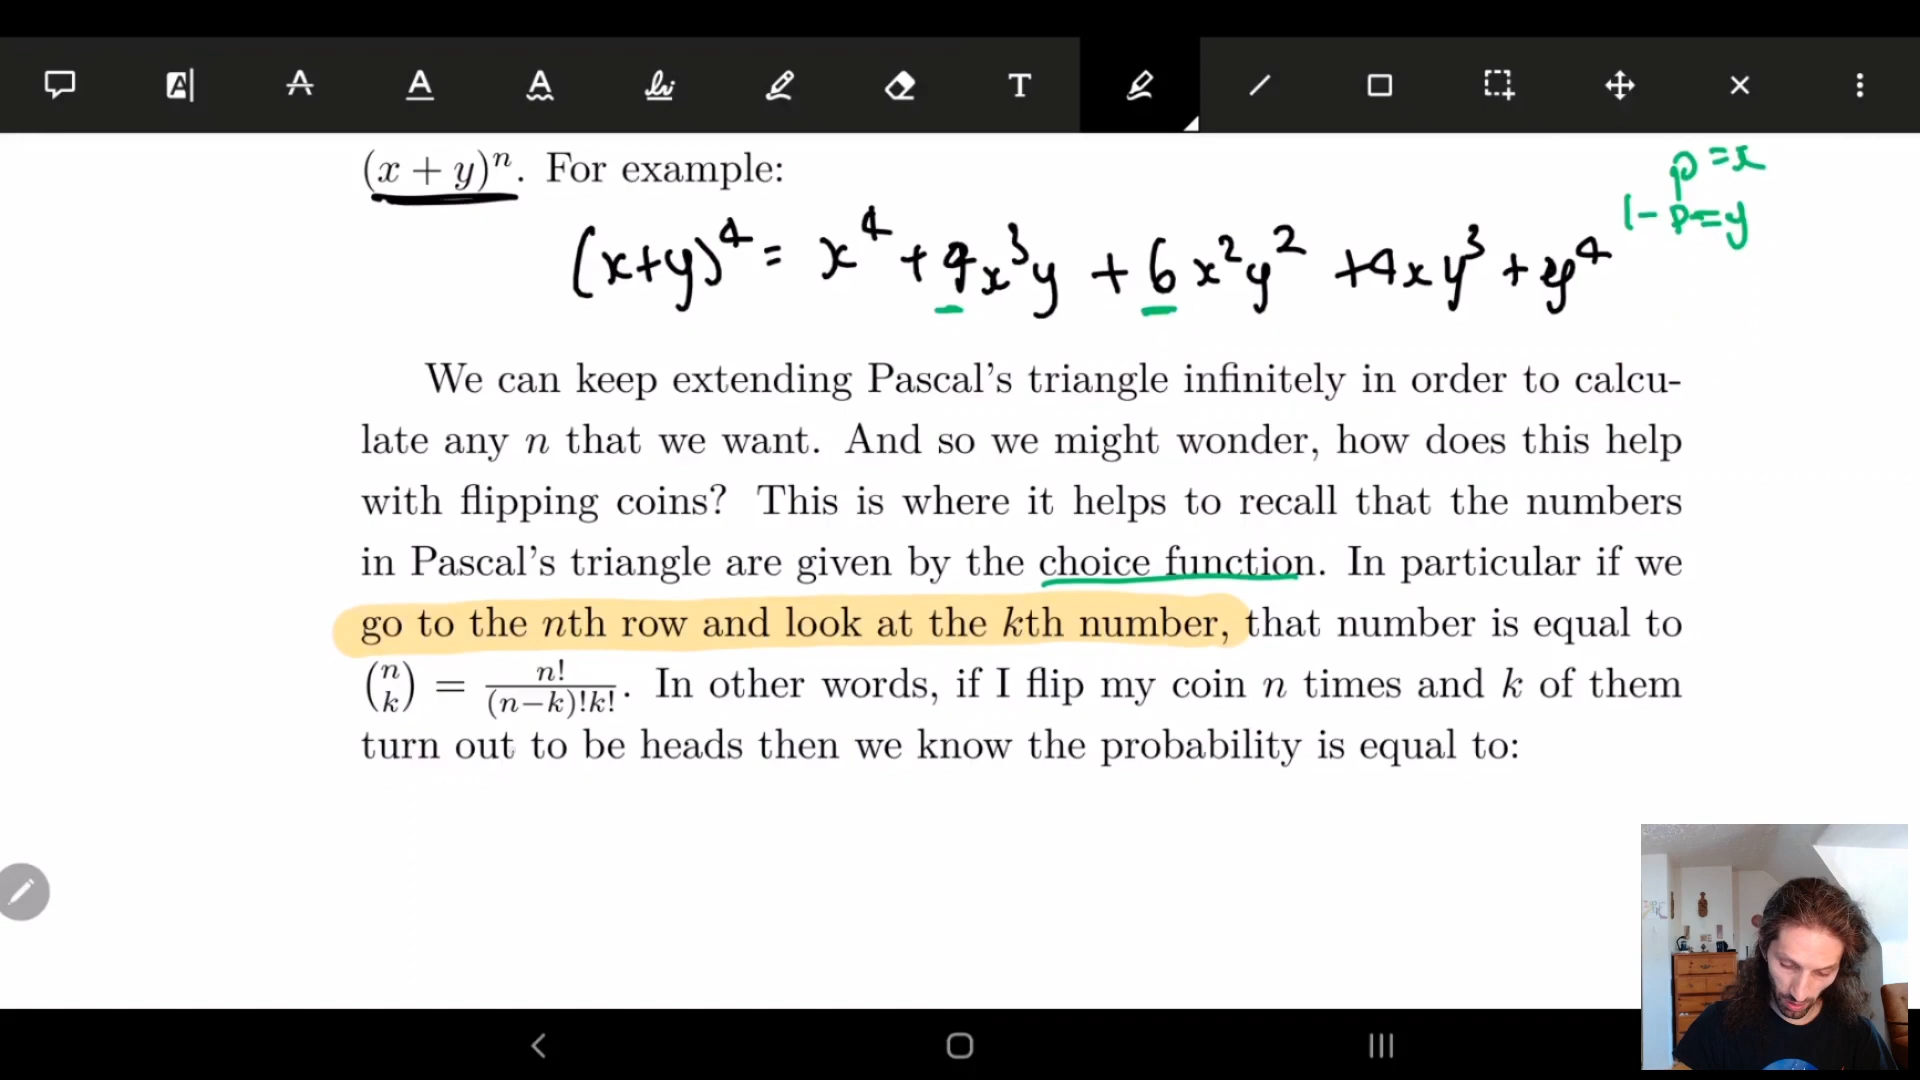 (x + y)^n. For example:
p = x
1 - p = y
(x+y)^4 = x^4 + 4x^3y + 6x^2y^2 + 4xy^3 + y^4
We can keep extending Pascal's triangle infinitely in order to calcu-
late any n that we want. And so we might wonder, how does this help
with flipping coins? This is where it helps to recall that the numbers
in Pascal's triangle are given by the choice function. In particular if we
go to the nth row and look at the kth number, that number is equal to
(n k) = n!/((n-k)!k!). In other words, if I flip my coin n times and k of them
turn out to be heads then we know the probability is equal to: